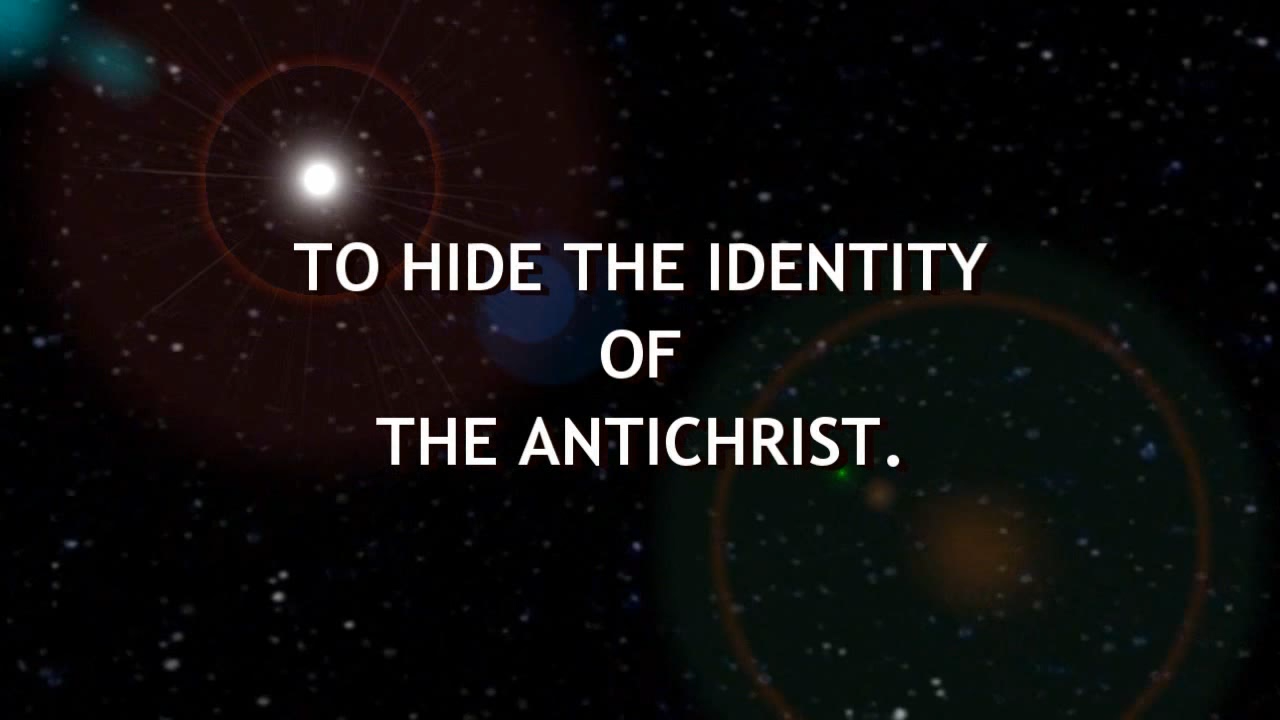 TO HIDE THE IDENTITY
OF
THE ANTICHRIST.